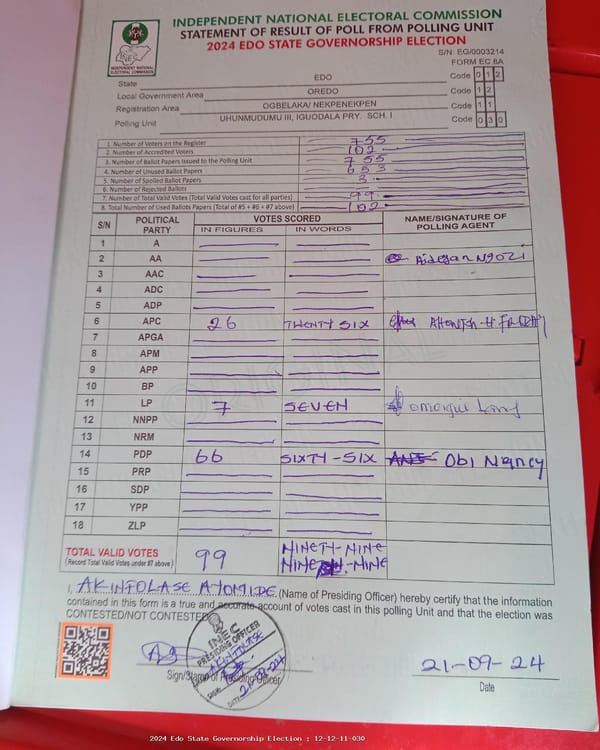 INDEPENDENT NATIONAL ELECTORAL COMMISSION
STATEMENT OF RESULT OF POLL FROM POLLING UNIT
2024 EDO STATE GOVERNORSHIP ELECTION
S/N: EG/0003214
FORM EC 8A
INEC
INDEPENDENT NATIONAL ELECTORAL COMMISSION
State EDO Code 0 1 2
Local Government Area OREDO Code 1 2
Registration Area OGBELAKA/ NEKPENEKPEN Code 1 1
Polling Unit UHUNMUDUMU III, IGUODALA PRY. SCH. I Code 0 3 0
1. Number of Voters on the Register 755
2. Number of Accredited Voters 102
3. Number of Ballot Papers Issued to the Polling Unit 755
4. Number of Unused Ballot Papers 653
5. Number of Spoiled Ballot Papers 3
6. Number of Rejected Ballots
7. Number of Total Valid Votes (Total Valid Votes cast for all parties) 99
8. Total Number of Used Ballots Papers (Total of #5 + #6 + #7 above) 102
S/N POLITICAL PARTY VOTES SCORED NAME/SIGNATURE OF POLLING AGENT
IN FIGURES IN WORDS
1 A
2 AA Aideyan Ngozi
3 AAC
4 ADC
5 ADP
6 APC 26 TWENTY SIX
7 APGA
8 APM
9 APP
10 BP
11 LP 7 SEVEN
12 NNPP
13 NRM
14 PDP 66 SIXTY-SIX Obi Nancy
15 PRP
16 SDP
17 YPP
18 ZLP
TOTAL VALID VOTES 99 NINETY-NINE
(Record Total Valid Votes under #7 above)
I, AKINTOLASE AYOMIDE (Name of Presiding Officer) hereby certify that the information
contained in this form is a true and accurate account of votes cast in this polling Unit and that the election was
CONTESTED/NOT CONTESTED
INEC
PRESIDING OFFICER
AKINTOLASE
SIGN:
DATE: 21-09-24
Sign/Stamp of Presiding Officer
21-09-24
Date
2024 Edo State Governorship Election : 12-12-11-030